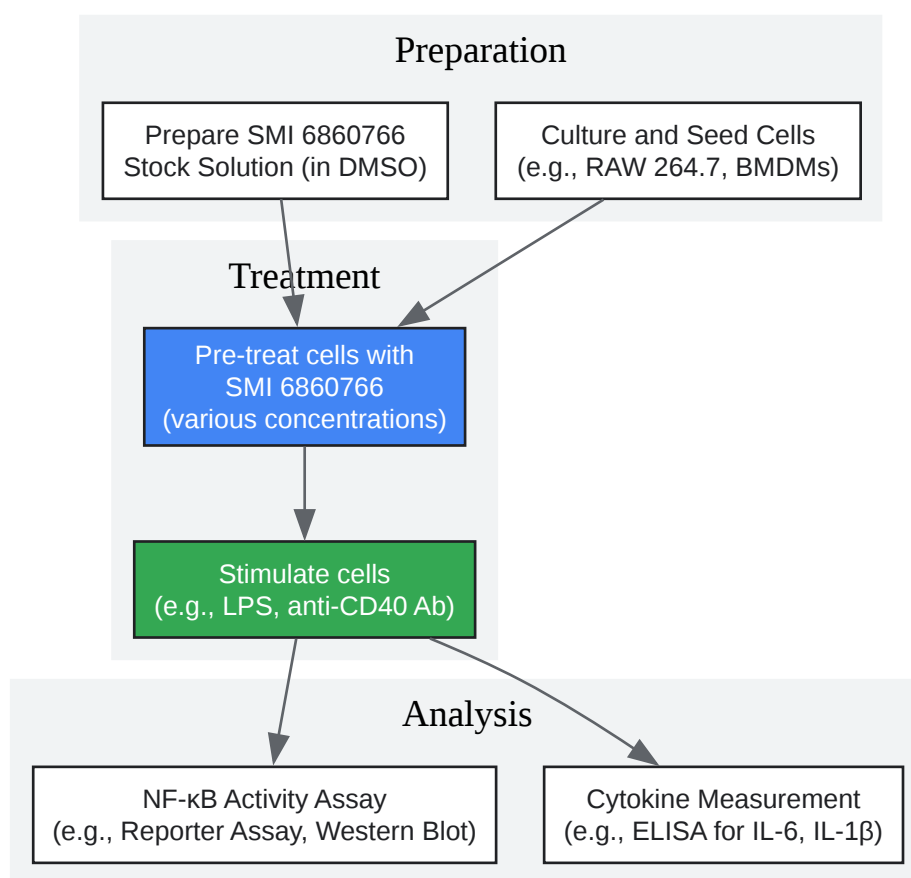 Preparation
Prepare SMI 6860766
Stock Solution (in DMSO)
Culture and Seed Cells
(e.g., RAW 264.7, BMDMs)
Treatment
Pre-treat cells with
SMI 6860766
(various concentrations)
Stimulate cells
(e.g., LPS, anti-CD40 Ab)
Analysis
NF-κB Activity Assay
(e.g., Reporter Assay, Western Blot)
Cytokine Measurement
(e.g., ELISA for IL-6, IL-1β)